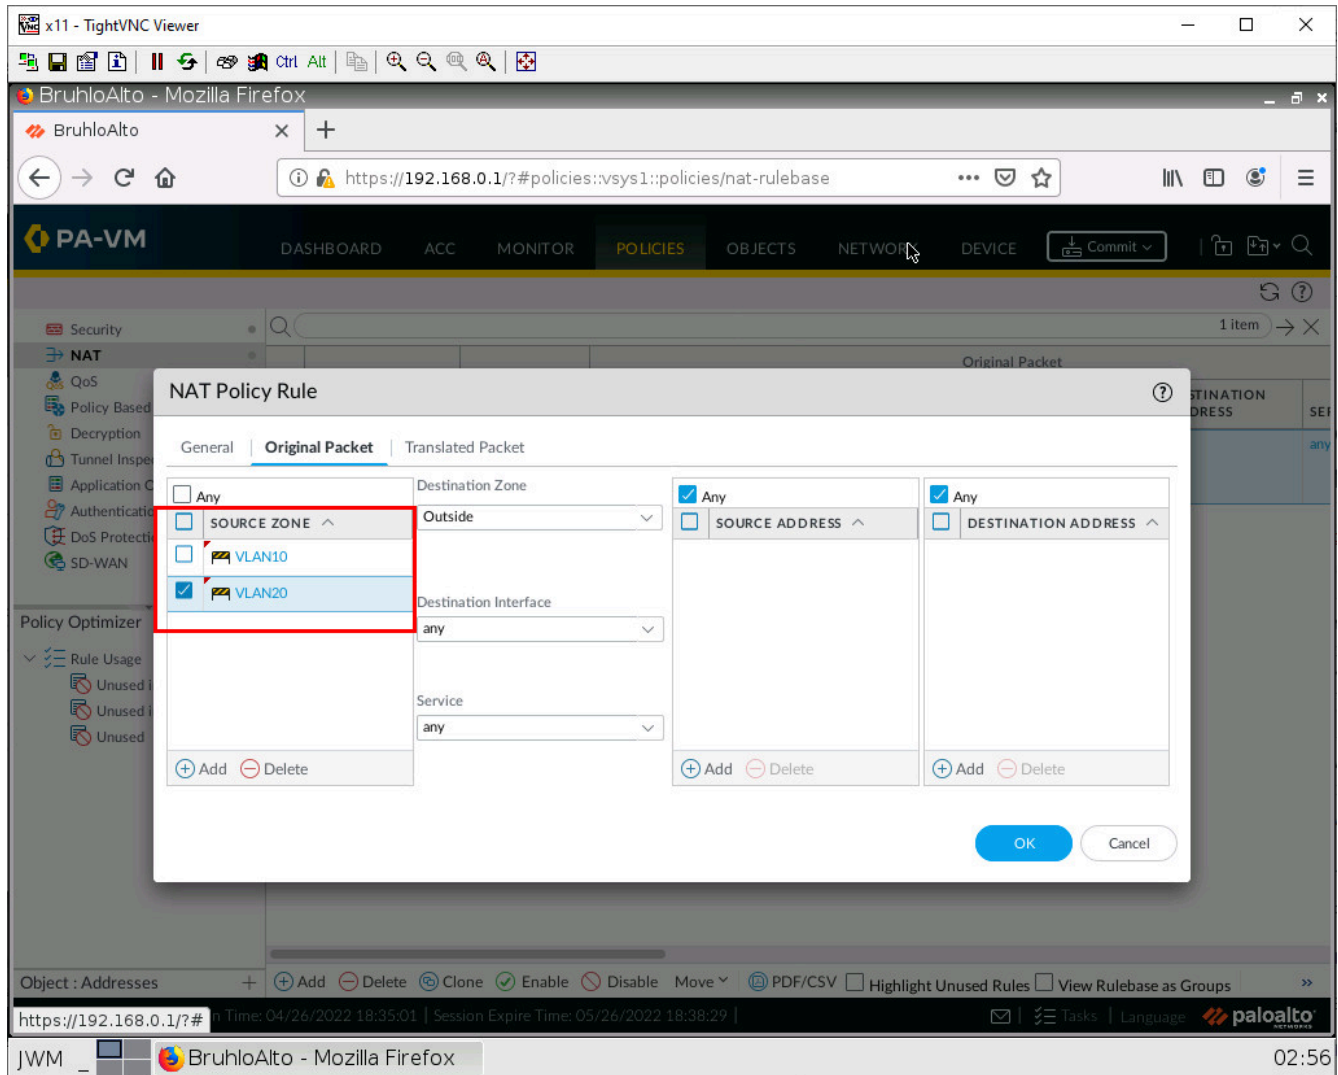 x11 - TightVNC Viewer
Ctrl Alt
BruhloAlto - Mozilla Firefox
BruhloAlto
https://192.168.0.1/?#policies::vsys1::policies/nat-rulebase
PA-VM
DASHBOARD ACC MONITOR POLICIES OBJECTS NETWORK DEVICE Commit
Security
1 item
NAT
Original Packet
QoS
NAT Policy Rule
Policy Based
Decryption
Tunnel Inspe
General Original Packet Translated Packet
any
Application
Any
Destination Zone
Any
Any
SOURCE ZONE
Outside
SOURCE ADDRESS
DESTINATION ADDRESS
DoS Protecti
VLAN10
SD-WAN
VLAN20
Destination Interface
Policy Optimizer
any
Rule Usage
Unused i
Service
Unused i
any
Unused
Add Delete
Add Delete
Add Delete
OK Cancel
Object : Addresses
Add Delete Clone Enable Disable Move PDF/CSV Highlight Unused Rules View Rulebase as Groups
https://192.168.0.1/?#
Time: 04/26/2022 18:35:01 | Session Expire Time: 05/26/2022 18:38:29 |
Tasks | Language
paloalto
NETWORKS
JWM
BruhloAlto - Mozilla Firefox
02:56